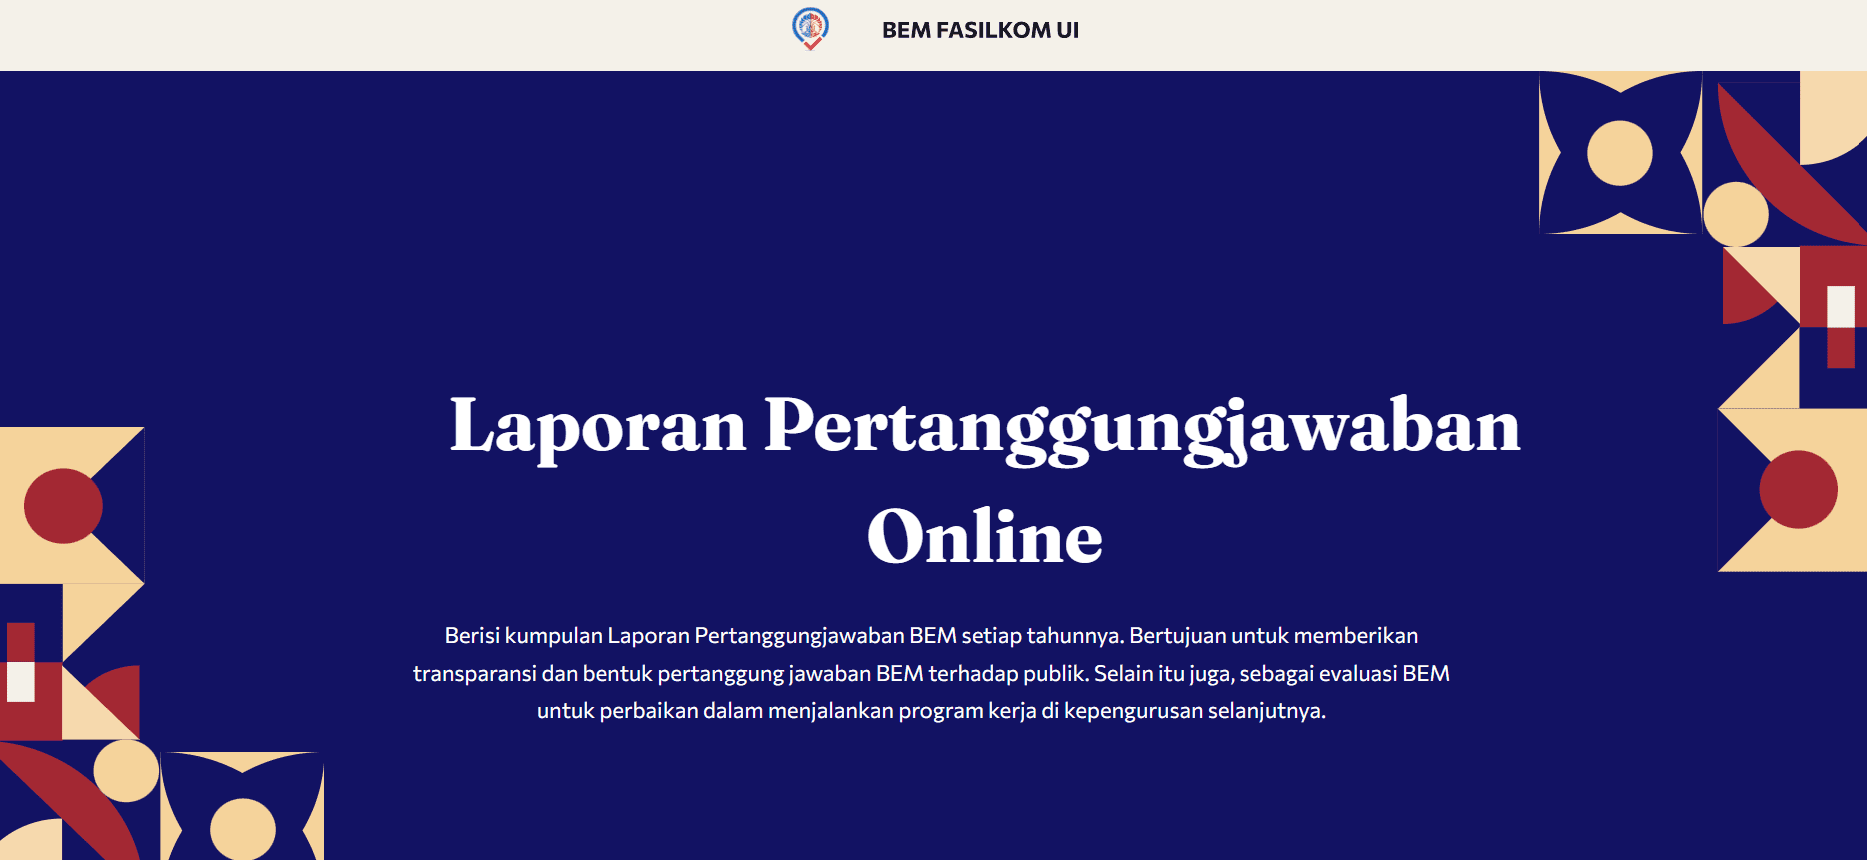 BEM FASILKOM UI
Laporan Pertanggungjawaban
Online
Berisi kumpulan Laporan Pertanggungjawaban BEM setiap tahunnya. Bertujuan untuk memberikan
transparansi dan bentuk pertanggung jawaban BEM terhadap publik. Selain itu juga, sebagai evaluasi BEM
untuk perbaikan dalam menjalankan program kerja di kepengurusan selanjutnya.